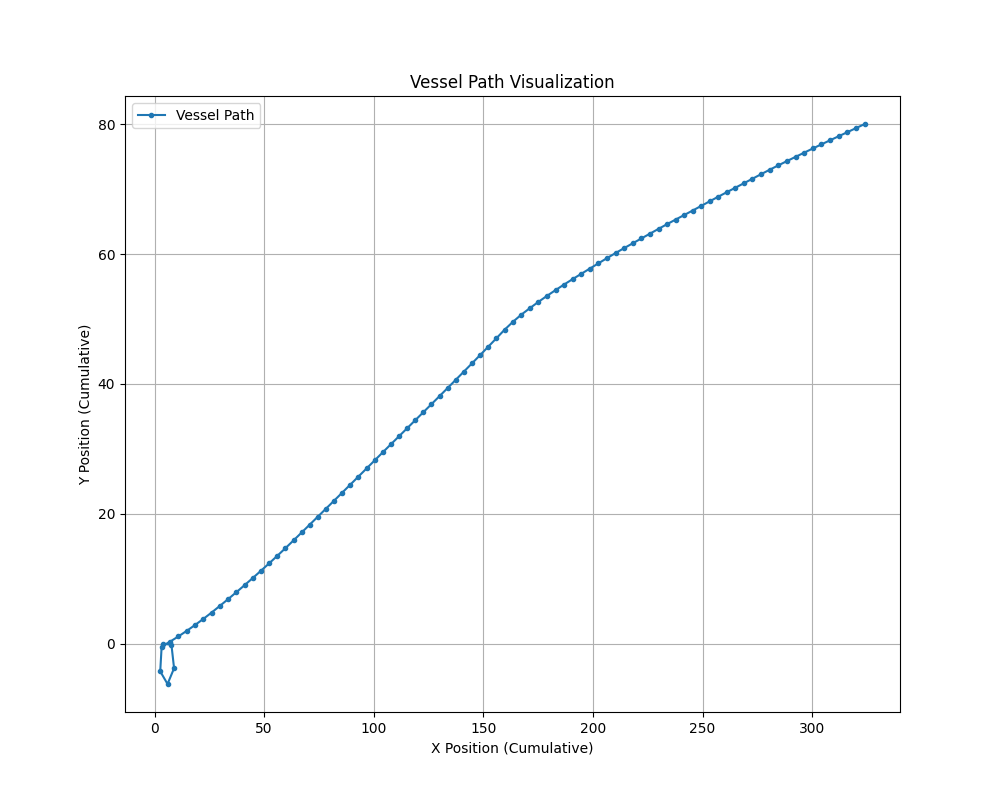 Vessel Path Visualization
Vessel Path
80
60
40
20
0
Y Position (Cumulative)
0 50 100 150 200 250 300
X Position (Cumulative)